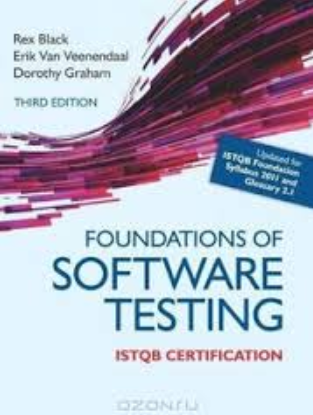 Rex Black
Erik Van Veenendaal
Dorothy Graham
THIRD EDITION
Updated for
ISTQB Foundation
Syllabus 2011 and
Glossary 2.1
FOUNDATIONS OF
SOFTWARE
TESTING
ISTQB CERTIFICATION
ozon.ru